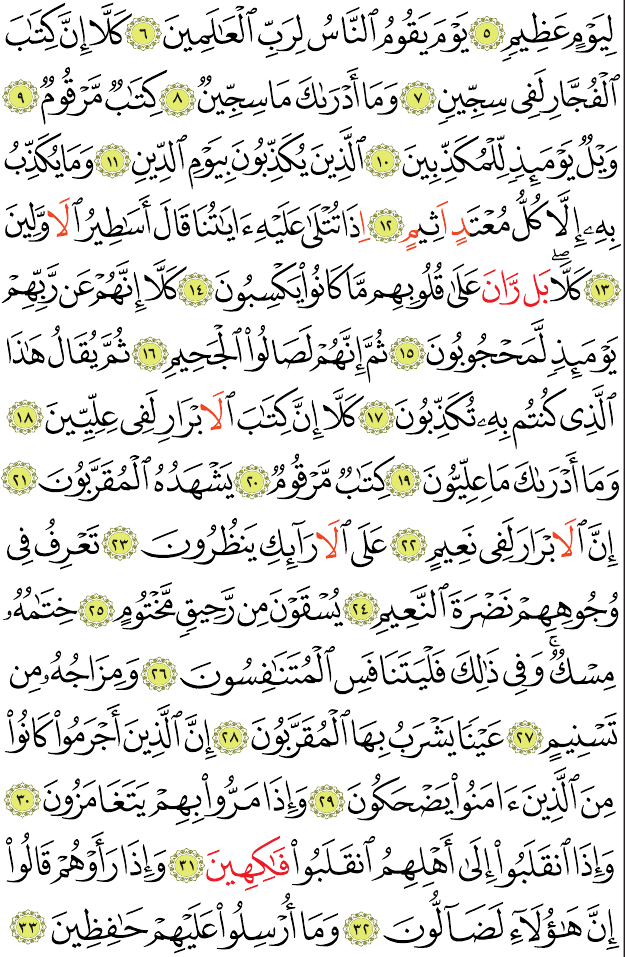 لِيَوْمٍ عَظِيمٍ ٥ يَوْمَ يَقُومُ ٱلنَّاسُ لِرَبِّ ٱلْعَٰلَمِينَ ٦ كَلَّآ إِنَّ كِتَٰبَ
ٱلْفُجَّارِ لَفِى سِجِّينٍ ٧ وَمَآ أَدْرَىٰكَ مَا سِجِّينٌ ٨ كِتَٰبٌ مَّرْقُومٌ ٩
وَيْلٌ يَوْمَئِذٍ لِّلْمُكَذِّبِينَ ١٠ ٱلَّذِينَ يُكَذِّبُونَ بِيَوْمِ ٱلدِّينِ ١١ وَمَا يُكَذِّبُ
بِهِۦٓ إِلَّا كُلُّ مُعْتَدٍ اَثِيمٍ ١٢ إِذَا تُتْلَىٰ عَلَيْهِ ءَايَٰتُنَا قَالَ أَسَٰطِيرُ ٱلَاوَّلِينَ
١٣ كَلَّاۖ بَل رَّانَ عَلَىٰ قُلُوبِهِم مَّا كَانُوا۟ يَكْسِبُونَ ١٤ كَلَّآ إِنَّهُمْ عَن رَّبِّهِمْ
يَوْمَئِذٍ لَّمَحْجُوبُونَ ١٥ ثُمَّ إِنَّهُمْ لَصَالُوا۟ ٱلْجَحِيمِ ١٦ ثُمَّ يُقَالُ هَٰذَا
ٱلَّذِى كُنتُم بِهِۦ تُكَذِّبُونَ ١٧ كَلَّآ إِنَّ كِتَٰبَ ٱلَابْرَارِ لَفِى عِلِّيِّينَ ١٨
وَمَآ أَدْرَىٰكَ مَا عِلِّيُّونَ ١٩ كِتَٰبٌ مَّرْقُومٌ ٢٠ يَشْهَدُهُ ٱلْمُقَرَّبُونَ ٢١
إِنَّ ٱلَابْرَارَ لَفِى نَعِيمٍ ٢٢ عَلَى ٱلَارَآئِكِ يَنظُرُونَ ٢٣ تَعْرِفُ فِى
وُجُوهِهِمْ نَضْرَةَ ٱلنَّعِيمِ ٢٤ يُسْقَوْنَ مِن رَّحِيقٍ مَّخْتُومٍ ٢٥ خِتَٰمُهُۥ
مِسْكٌۚ وَفِى ذَٰلِكَ فَلْيَتَنَافَسِ ٱلْمُتَنَٰفِسُونَ ٢٦ وَمِزَاجُهُۥ مِن
تَسْنِيمٍ ٢٧ عَيْنًا يَشْرَبُ بِهَا ٱلْمُقَرَّبُونَ ٢٨ إِنَّ ٱلَّذِينَ أَجْرَمُوا۟ كَانُوا۟
مِنَ ٱلَّذِينَ ءَامَنُوا۟ يَضْحَكُونَ ٢٩ وَإِذَا مَرُّوا۟ بِهِمْ يَتَغَامَزُونَ ٣٠
وَإِذَا ٱنقَلَبُوٓا۟ إِلَىٰٓ أَهْلِهِمُ ٱنقَلَبُوا۟ فَٰكِهِينَ ٣١ وَإِذَا رَأَوْهُمْ قَالُوٓا۟
إِنَّ هَٰٓؤُلَآءِ لَضَآلُّونَ ٣٢ وَمَآ أُرْسِلُوا۟ عَلَيْهِمْ حَٰفِظِينَ ٣٣